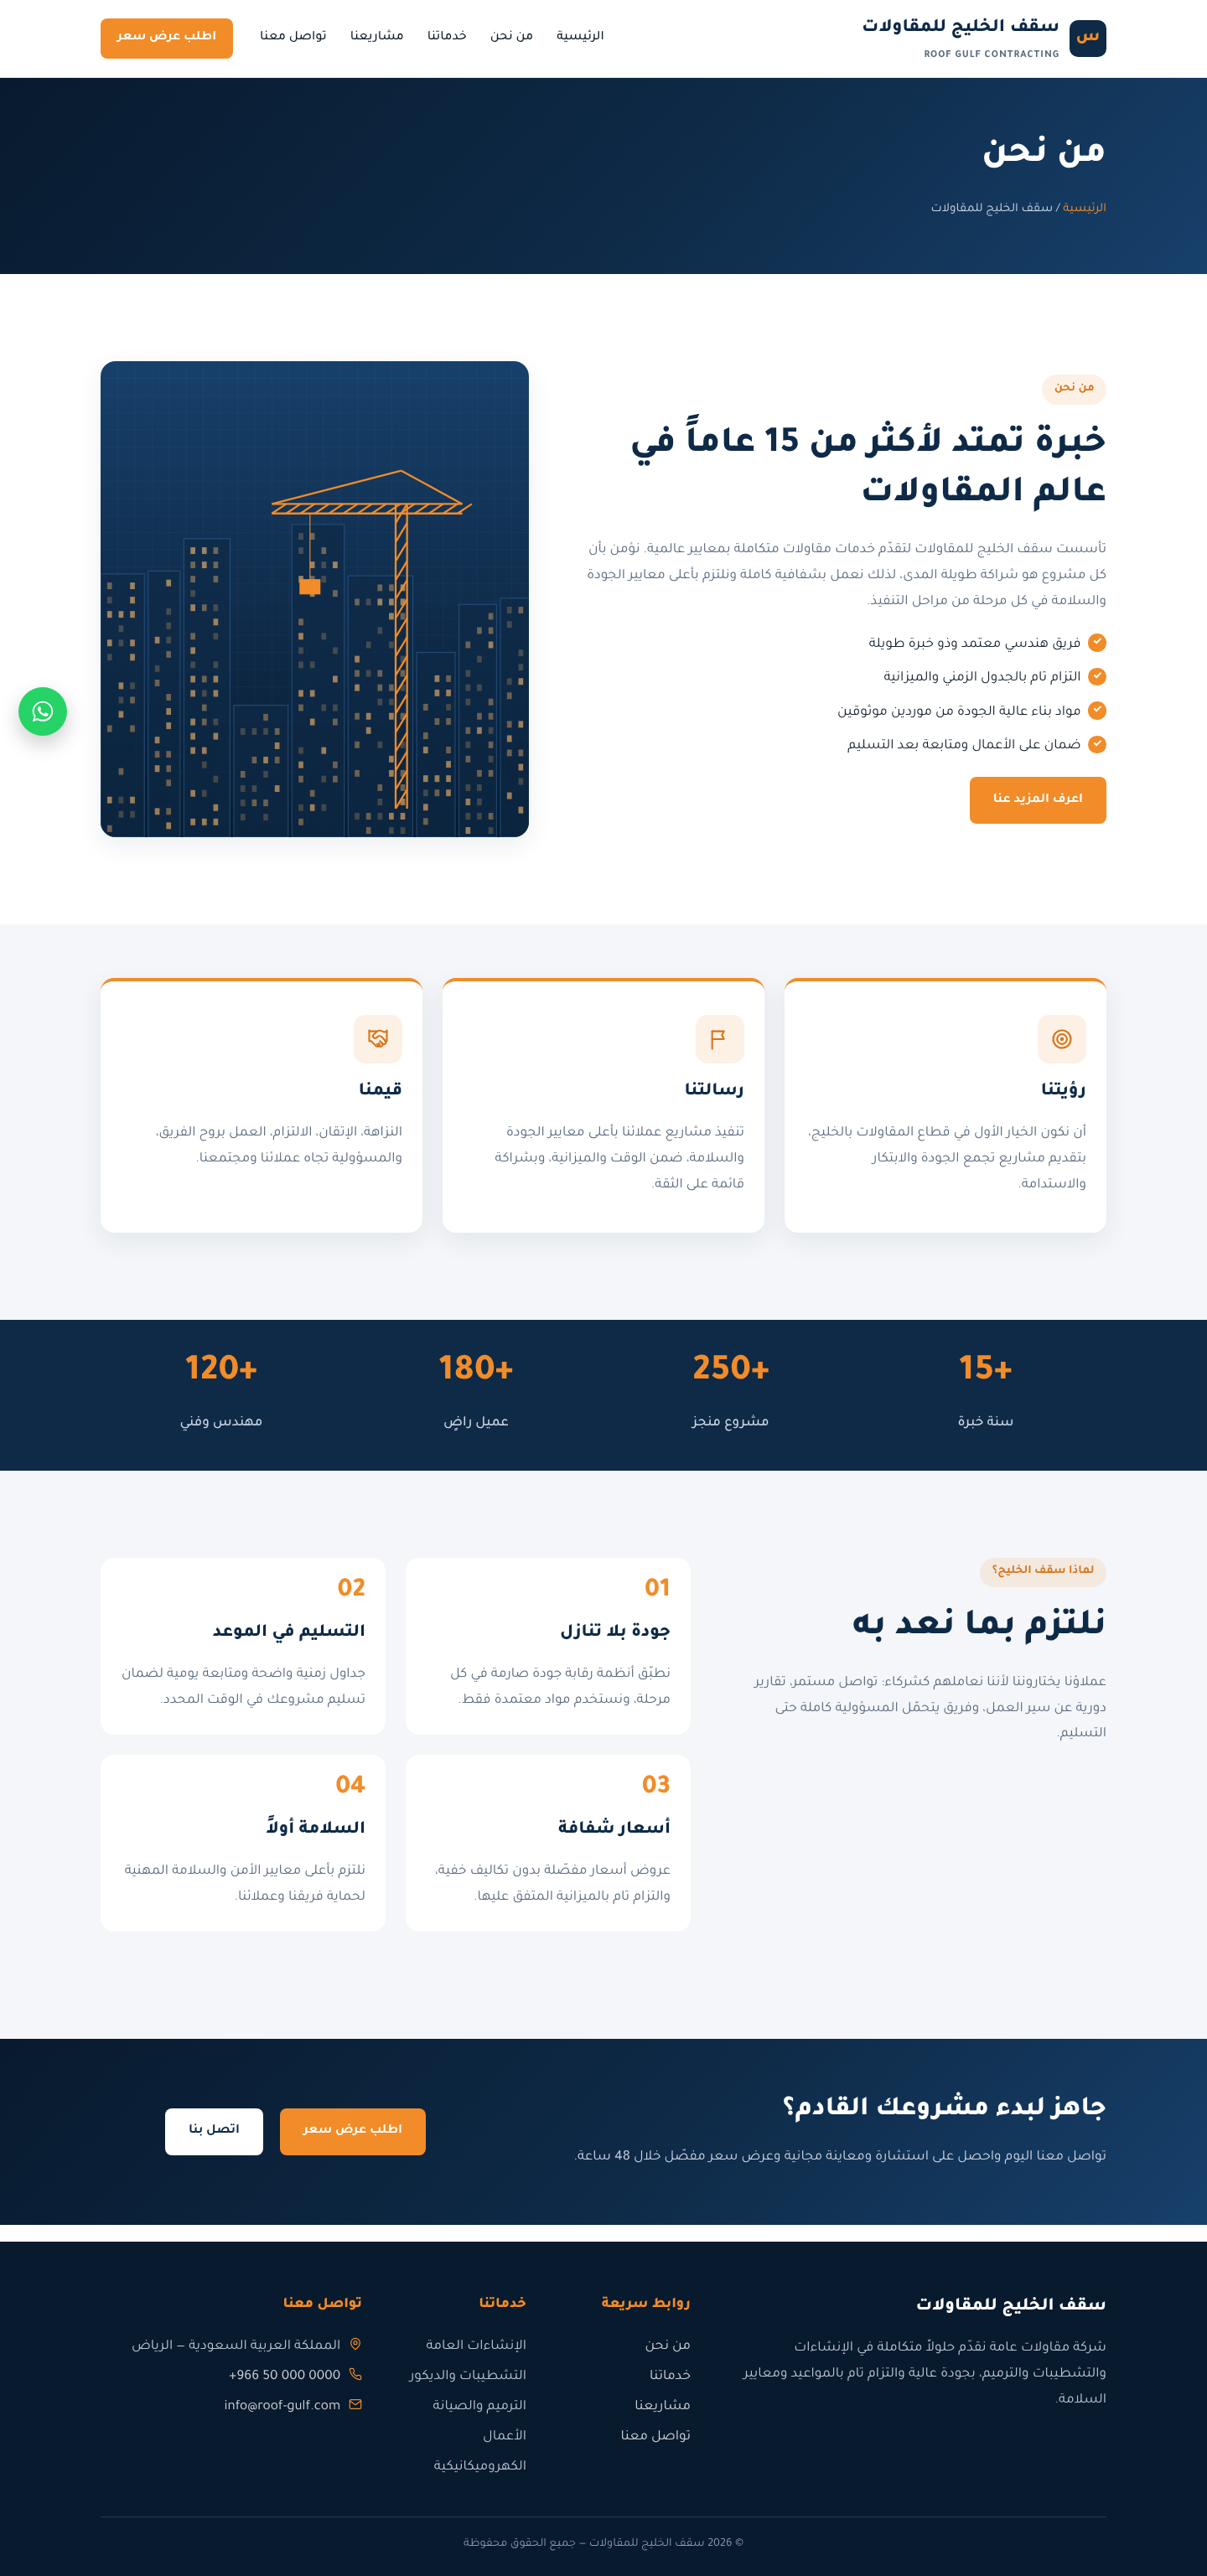 س
سقف الخليج للمقاولات
ROOF GULF CONTRACTING
الرئيسية
من نحن
خدماتنا
مشاريعنا
تواصل معنا
اطلب عرض سعر
من نحن
الرئيسية / سقف الخليج للمقاولات
من نحن
خبرة تمتد لأكثر من 15 عاماً في
عالم المقاولات
تأسست سقف الخليج للمقاولات لتقدّم خدمات مقاولات متكاملة بمعايير عالمية. نؤمن بأن
كل مشروع هو شراكة طويلة المدى، لذلك نعمل بشفافية كاملة ونلتزم بأعلى معايير الجودة
والسلامة في كل مرحلة من مراحل التنفيذ.
فريق هندسي معتمد وذو خبرة طويلة
التزام تام بالجدول الزمني والميزانية
مواد بناء عالية الجودة من موردين موثوقين
ضمان على الأعمال ومتابعة بعد التسليم
اعرف المزيد عنا
رؤيتنا
أن نكون الخيار الأول في قطاع المقاولات بالخليج،
بتقديم مشاريع تجمع الجودة والابتكار
والاستدامة.
رسالتنا
تنفيذ مشاريع عملائنا بأعلى معايير الجودة
والسلامة، ضمن الوقت والميزانية، وبشراكة
قائمة على الثقة.
قيمنا
النزاهة، الإتقان، الالتزام، العمل بروح الفريق،
والمسؤولية تجاه عملائنا ومجتمعنا.
15+
سنة خبرة
250+
مشروع منجز
180+
عميل راضٍ
120+
مهندس وفني
لماذا سقف الخليج؟
نلتزم بما نعد به
عملاؤنا يختاروننا لأننا نعاملهم كشركاء: تواصل مستمر، تقارير
دورية عن سير العمل، وفريق يتحمّل المسؤولية كاملة حتى
التسليم.
01
جودة بلا تنازل
نطبّق أنظمة رقابة جودة صارمة في كل
مرحلة، ونستخدم مواد معتمدة فقط.
02
التسليم في الموعد
جداول زمنية واضحة ومتابعة يومية لضمان
تسليم مشروعك في الوقت المحدد.
03
أسعار شفافة
عروض أسعار مفصّلة بدون تكاليف خفية،
والتزام تام بالميزانية المتفق عليها.
04
السلامة أولاً
نلتزم بأعلى معايير الأمن والسلامة المهنية
لحماية فريقنا وعملائنا.
جاهز لبدء مشروعك القادم؟
تواصل معنا اليوم واحصل على استشارة ومعاينة مجانية وعرض سعر مفصّل خلال 48 ساعة.
اطلب عرض سعر
اتصل بنا
سقف الخليج للمقاولات
شركة مقاولات عامة نقدّم حلولاً متكاملة في الإنشاءات
والتشطيبات والترميم، بجودة عالية والتزام تام بالمواعيد ومعايير
السلامة.
روابط سريعة
من نحن
خدماتنا
مشاريعنا
تواصل معنا
خدماتنا
الإنشاءات العامة
التشطيبات والديكور
الترميم والصيانة
الأعمال
الكهروميكانيكية
تواصل معنا
المملكة العربية السعودية – الرياض
+966 50 000 0000
info@roof-gulf.com
© 2026 سقف الخليج للمقاولات – جميع الحقوق محفوظة